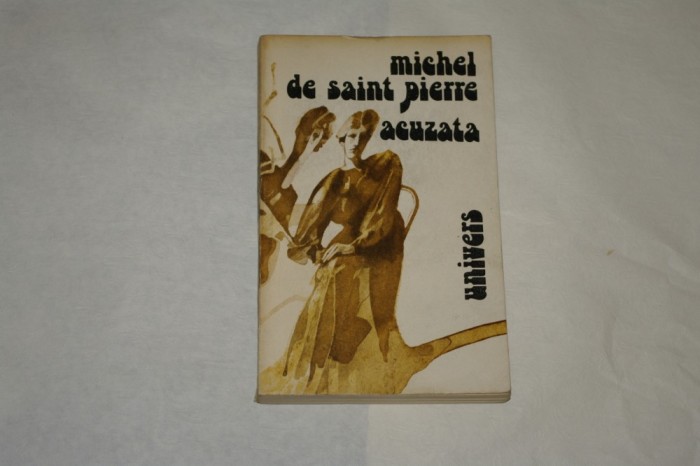 michel
de saint pierre
acuzata
univers